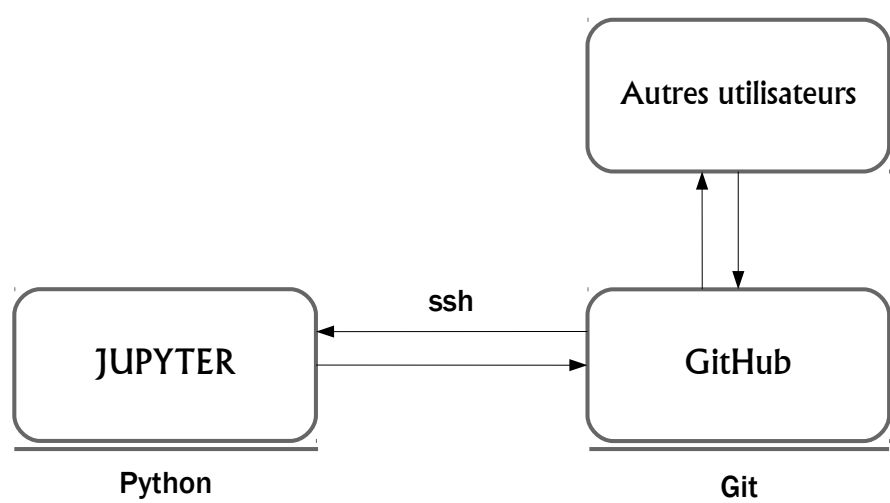 Autres utilisateurs
ssh
JUPYTER
GitHub
Python
Git